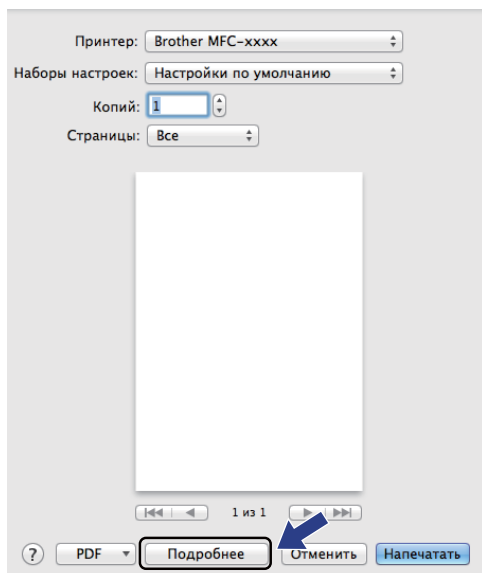 Принтер: Brother MFC-xxxx
Наборы настроек: Настройки по умолчанию
Копий: 1
Страницы: Все
1 из 1
? PDF Подробнее Отменить Напечатать